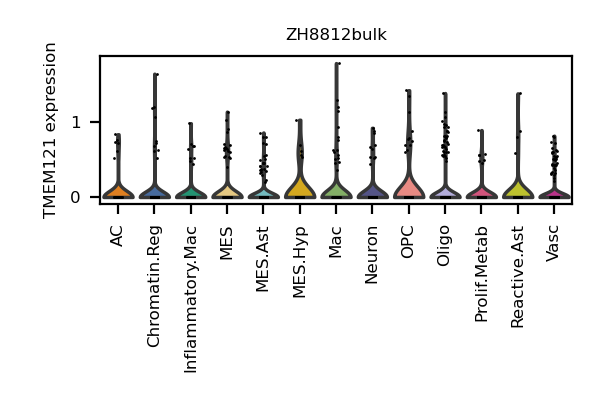 ZH8812bulk
TMEM121 expression
1
0
AC
Chromatin.Reg
Inflammatory.Mac
MES
MES.Ast
MES.Hyp
Mac
Neuron
OPC
Oligo
Prolif.Metab
Reactive.Ast
Vasc